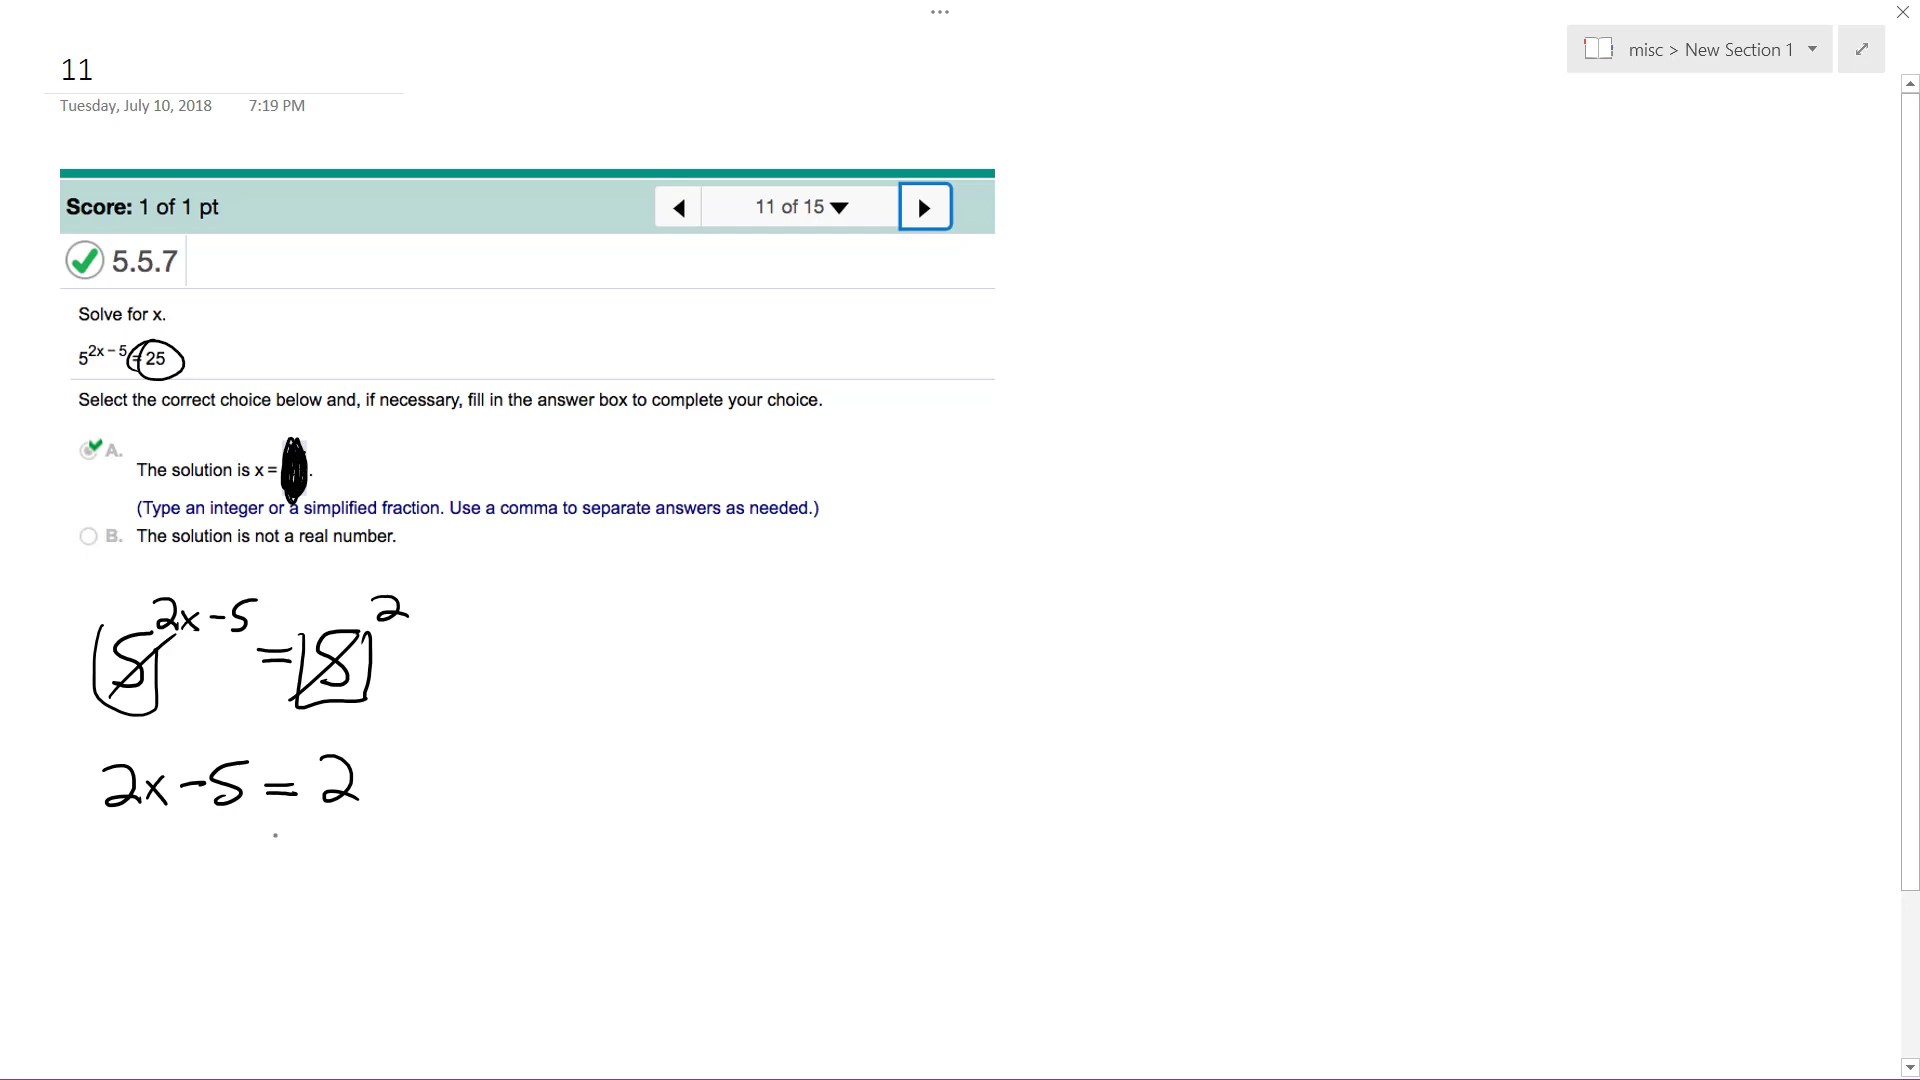 ...
misc > New Section 1
11
Tuesday, July 10, 2018 7:19 PM
Score: 1 of 1 pt
11 of 15
5.5.7
Solve for x.
5^{2x − 5} = 25
Select the correct choice below and, if necessary, fill in the answer box to complete your choice.
A.
The solution is x = .
(Type an integer or a simplified fraction. Use a comma to separate answers as needed.)
B. The solution is not a real number.
5^{2x − 5} = 5^{2}
2x − 5 = 2